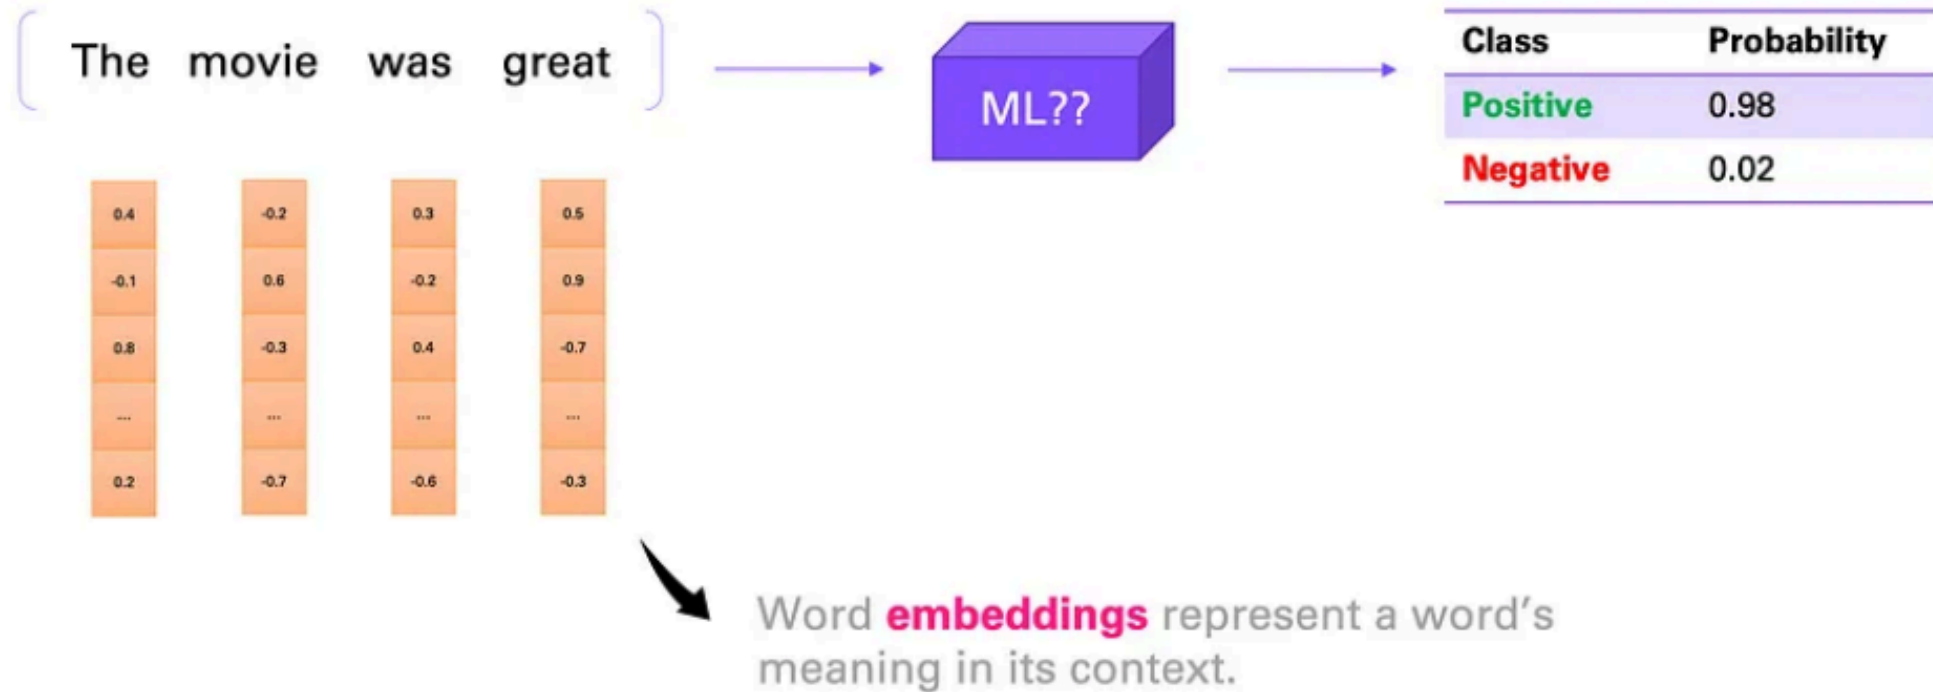 The movie was great
ML??
Class Probability
Positive 0.98
Negative 0.02
0.4 -0.2 0.3 0.5
-0.1 0.6 -0.2 0.9
0.8 -0.3 0.4 -0.7
... ... ... ...
0.2 -0.7 -0.6 -0.3
Word embeddings represent a word's
meaning in its context.